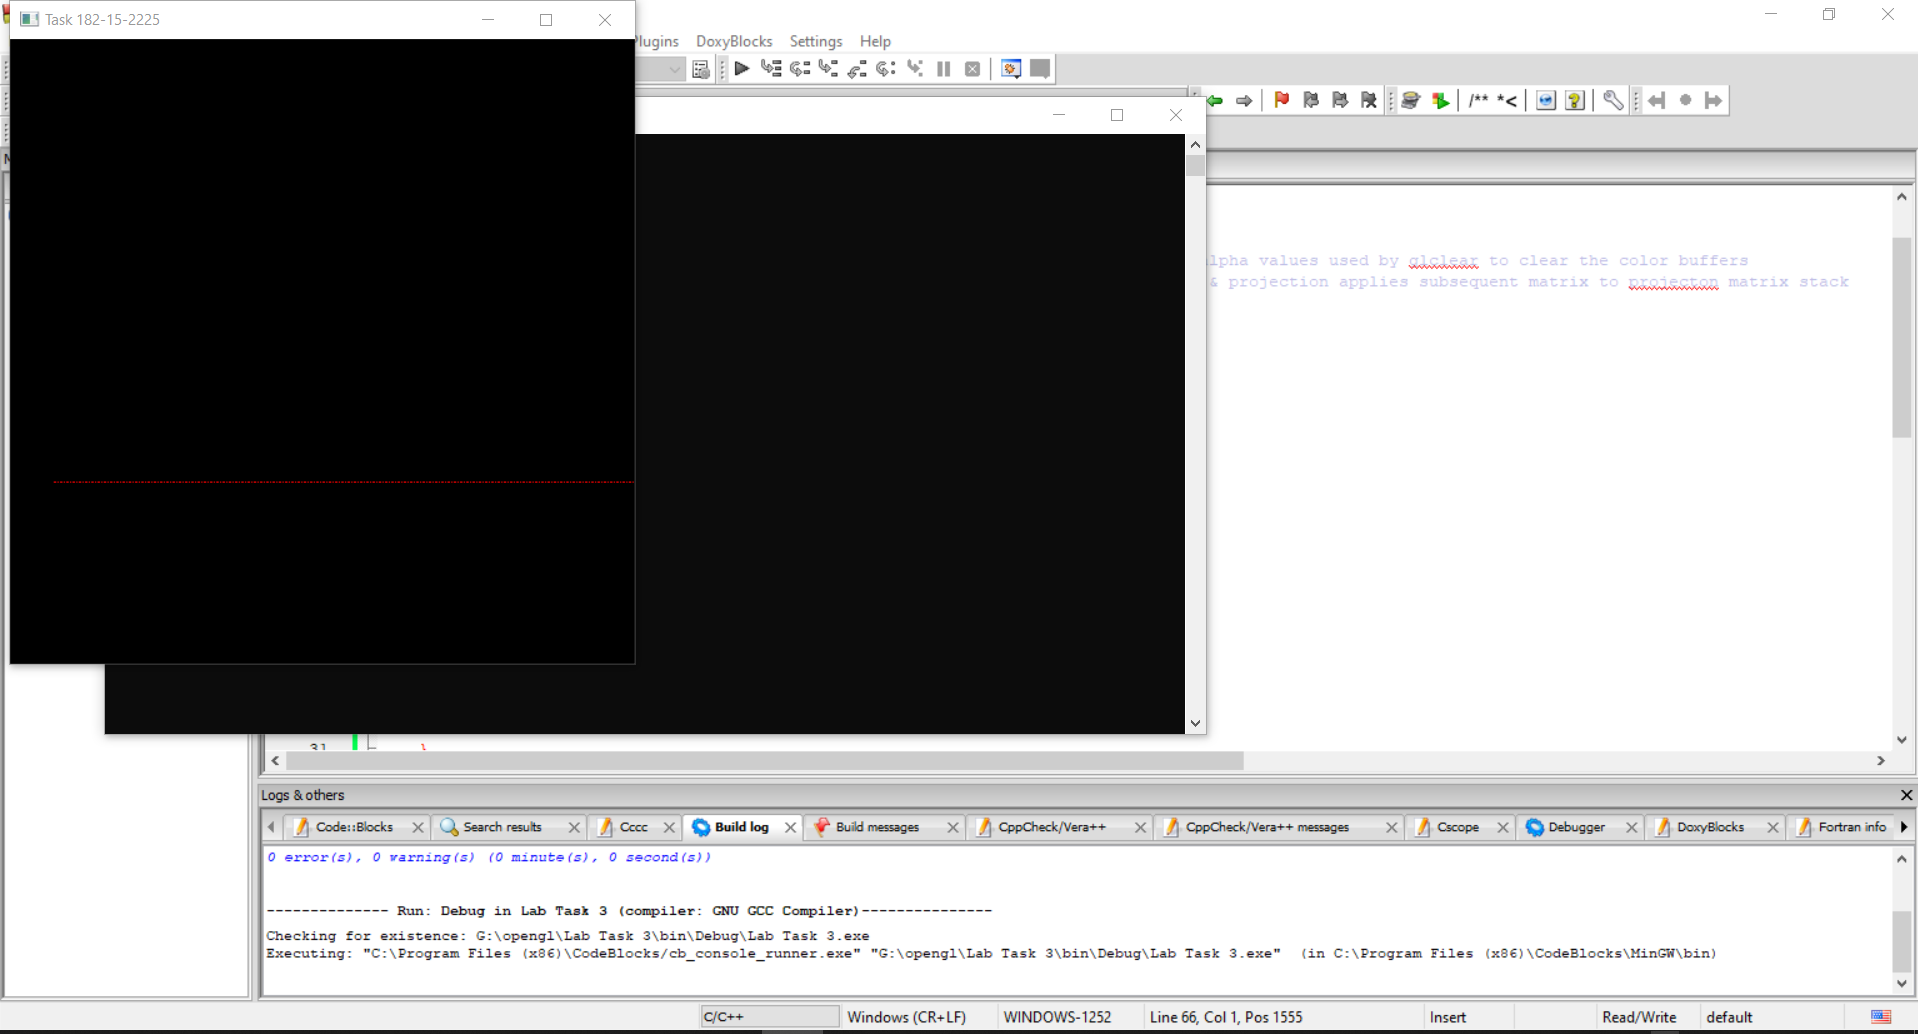 Task 182-15-2225
Plugins DoxyBlocks Settings Help
/** *<
lpha values used by glclear to clear the color buffers
& projection applies subsequent matrix to projecton matrix stack
31 }
Logs & others
Code::Blocks Search results Cccc Build log Build messages CppCheck/Vera++ CppCheck/Vera++ messages Cscope Debugger DoxyBlocks Fortran info
0 error(s), 0 warning(s) (0 minute(s), 0 second(s))
-------------- Run: Debug in Lab Task 3 (compiler: GNU GCC Compiler)---------------
Checking for existence: G:\opengl\Lab Task 3\bin\Debug\Lab Task 3.exe
Executing: "C:\Program Files (x86)\CodeBlocks/cb_console_runner.exe" "G:\opengl\Lab Task 3\bin\Debug\Lab Task 3.exe"  (in C:\Program Files (x86)\CodeBlocks\MinGW\bin)
C/C++ Windows (CR+LF) WINDOWS-1252 Line 66, Col 1, Pos 1555 Insert Read/Write default